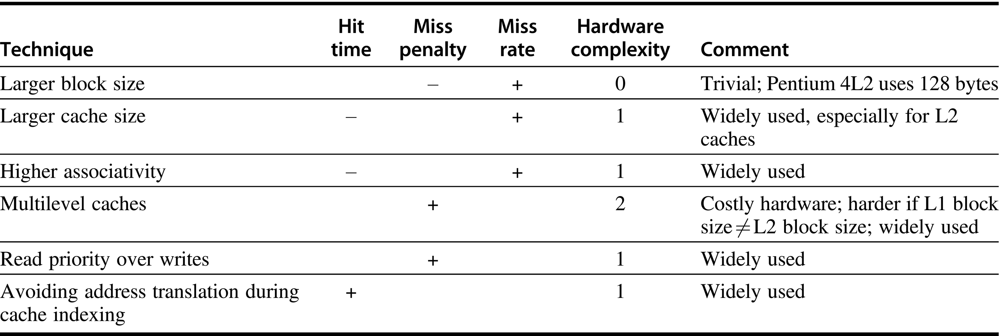 Technique Hit time Miss penalty Miss rate Hardware complexity Comment
Larger block size – + 0 Trivial; Pentium 4L2 uses 128 bytes
Larger cache size – + 1 Widely used, especially for L2
caches
Higher associativity – + 1 Widely used
Multilevel caches + 2 Costly hardware; harder if L1 block
size ≠ L2 block size; widely used
Read priority over writes + 1 Widely used
Avoiding address translation during + 1 Widely used
cache indexing